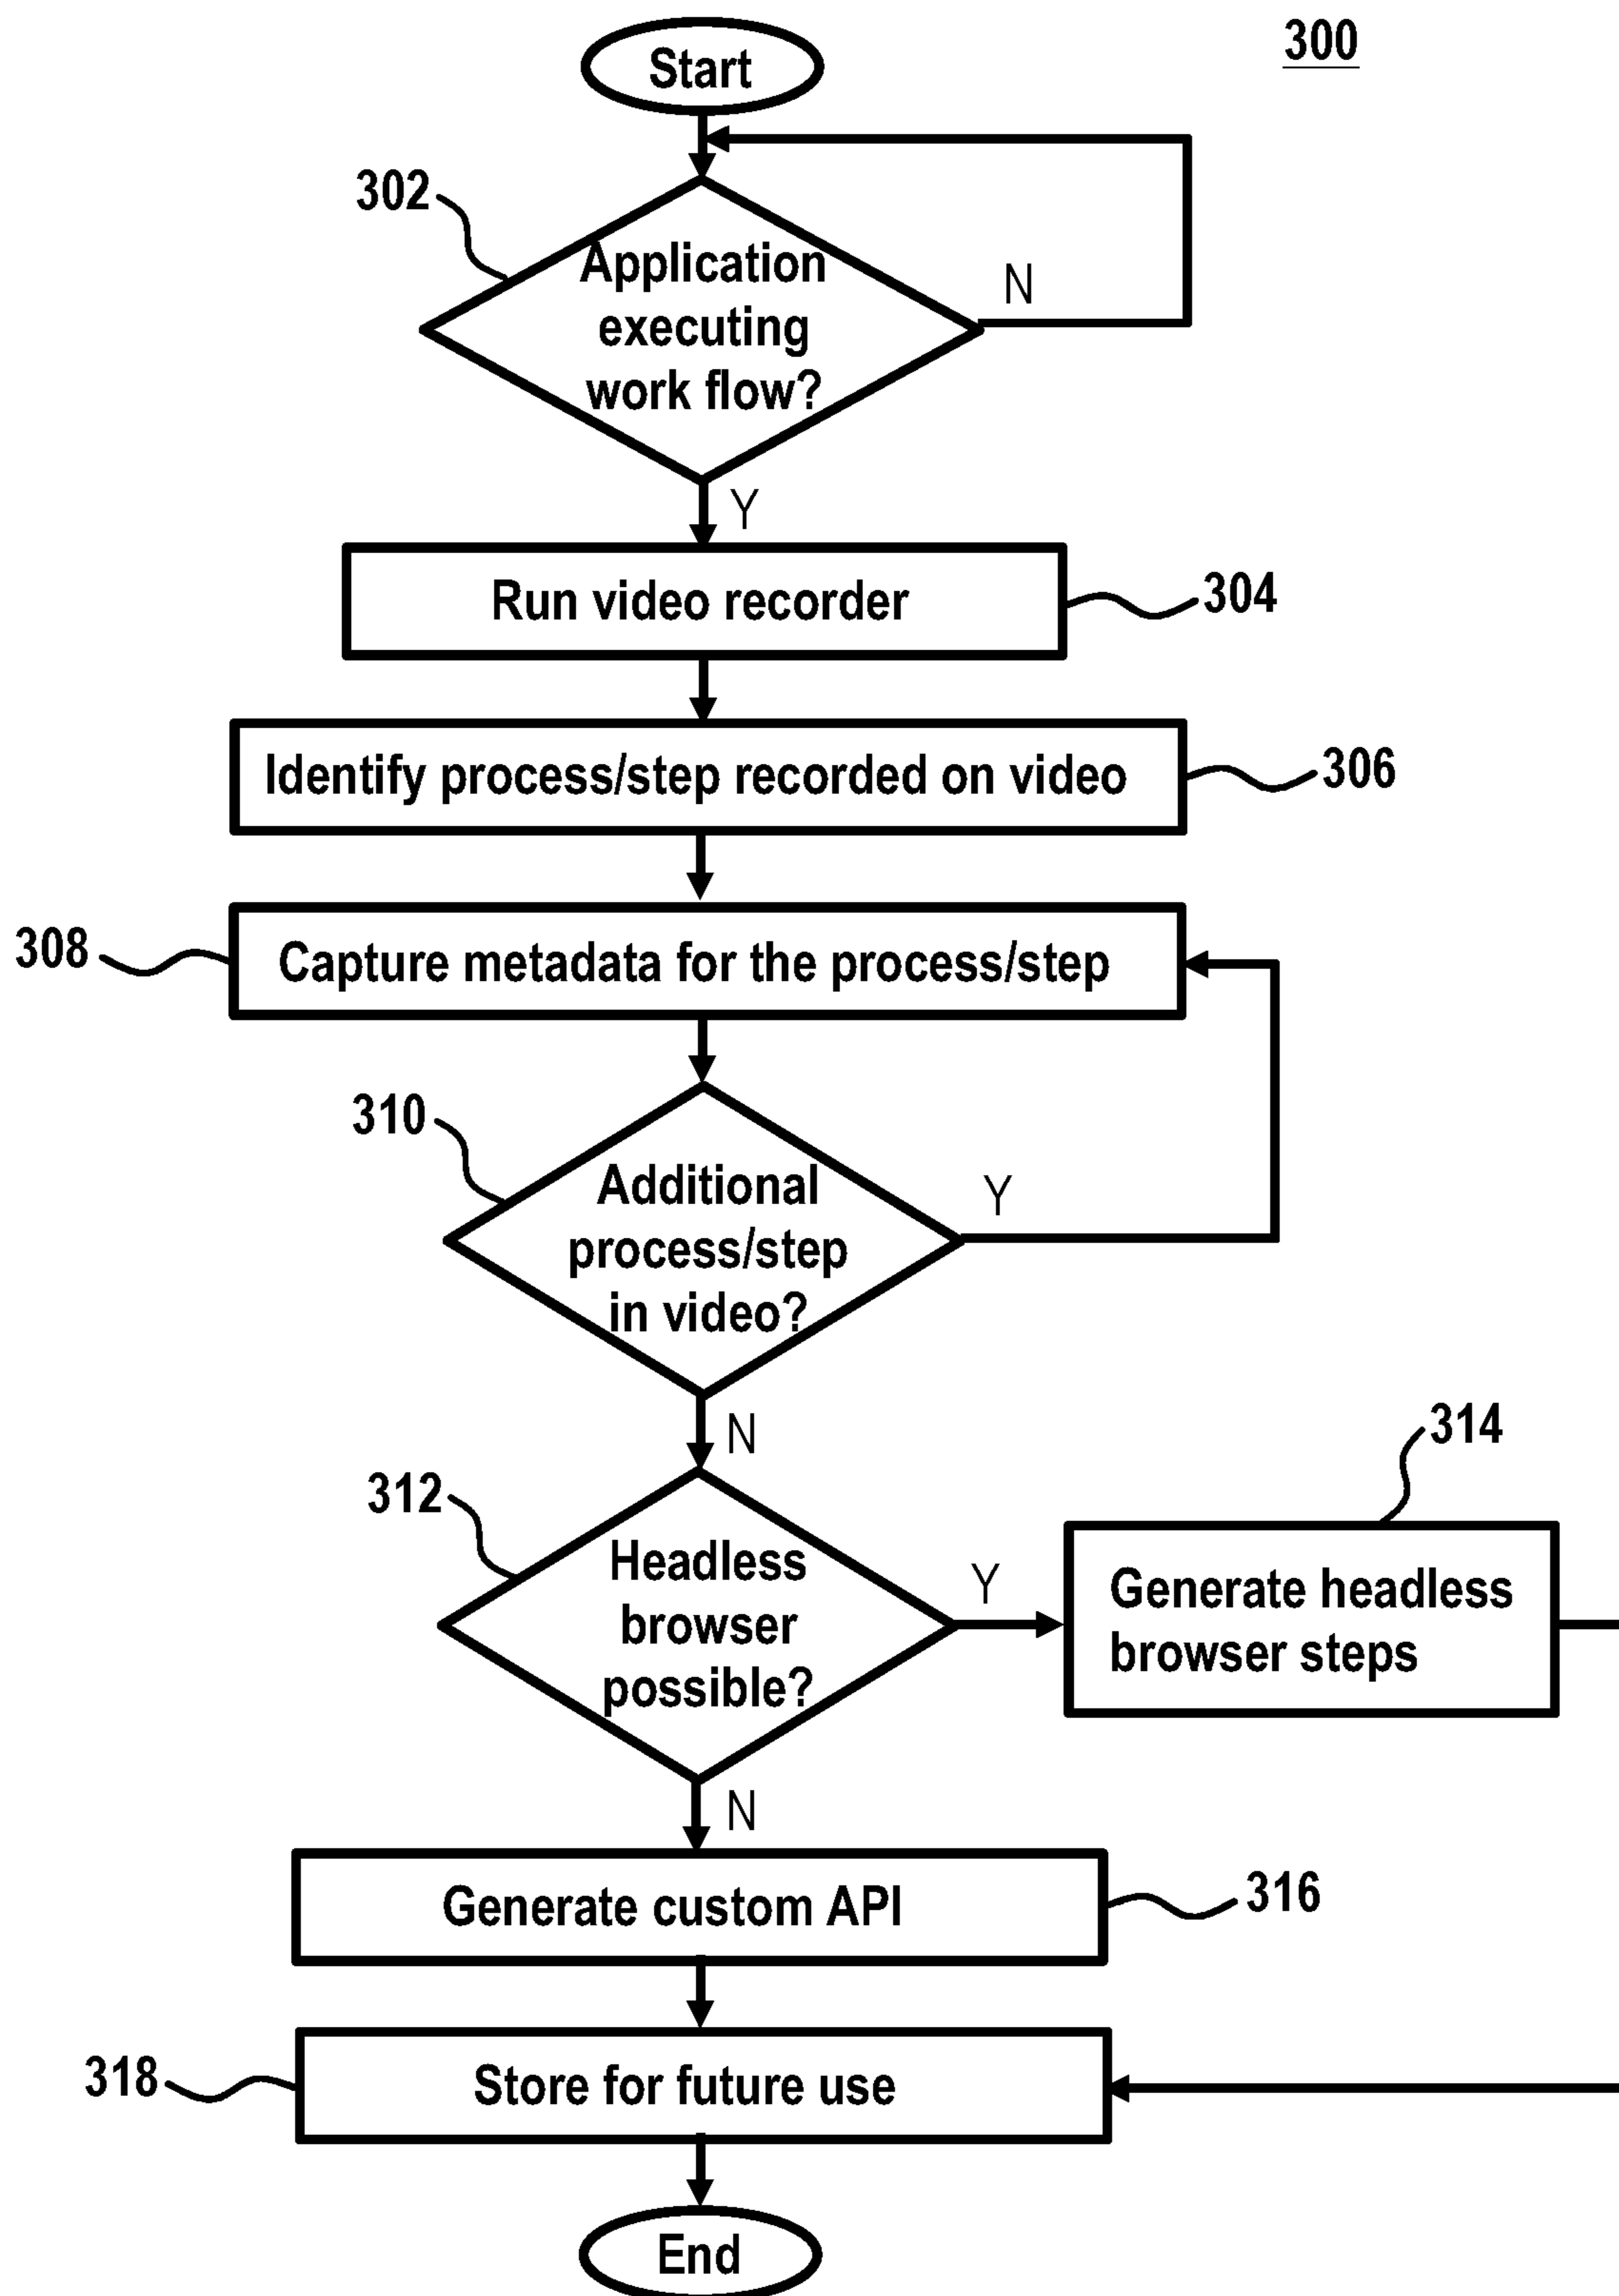 300
Start
302
Application
executing
work flow?
N
Y
Run video recorder
304
Identify process/step recorded on video
306
308
Capture metadata for the process/step
310
Additional
process/step
in video?
Y
N
312
Headless
browser
possible?
Y
314
Generate headless
browser steps
N
Generate custom API
316
318
Store for future use
End